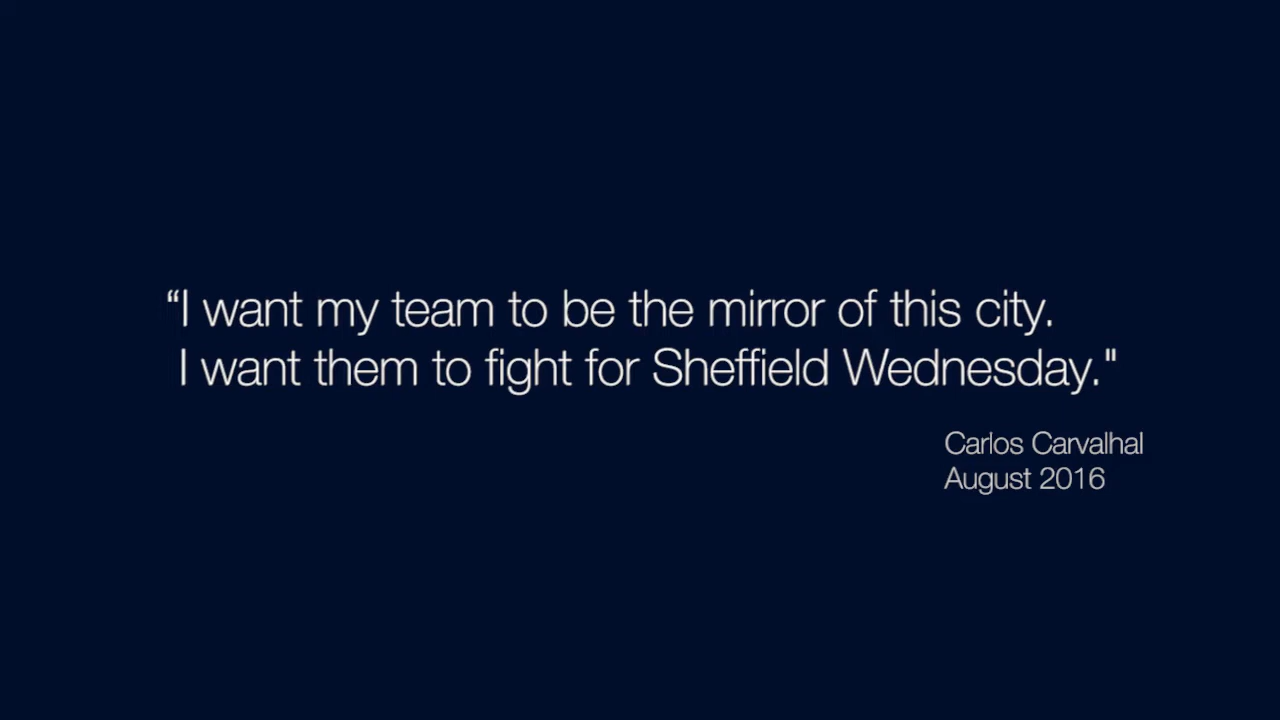 “I want my team to be the mirror of this city.
I want them to fight for Sheffield Wednesday."
Carlos Carvalhal
August 2016